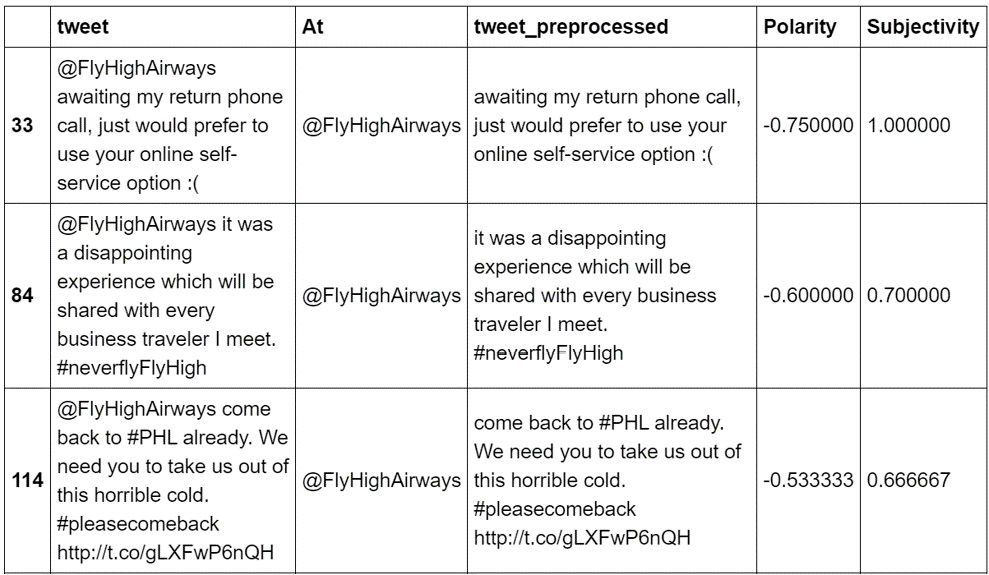 tweet At tweet_preprocessed Polarity Subjectivity
33
@FlyHighAirways
awaiting my return phone
call, just would prefer to
use your online self-
service option :(
@FlyHighAirways
awaiting my return phone call,
just would prefer to use your
online self-service option :(
-0.750000
1.000000
84
@FlyHighAirways it was
a disappointing
experience which will be
shared with every
business traveler I meet.
#neverflyFlyHigh
@FlyHighAirways
it was a disappointing
experience which will be
shared with every business
traveler I meet.
#neverflyFlyHigh
-0.600000
0.700000
114
@FlyHighAirways come
back to #PHL already. We
need you to take us out of
this horrible cold.
#pleasecomeback
http://t.co/gLXFwP6nQH
@FlyHighAirways
come back to #PHL already.
We need you to take us out of
this horrible cold.
#pleasecomeback
http://t.co/gLXFwP6nQH
-0.533333
0.666667